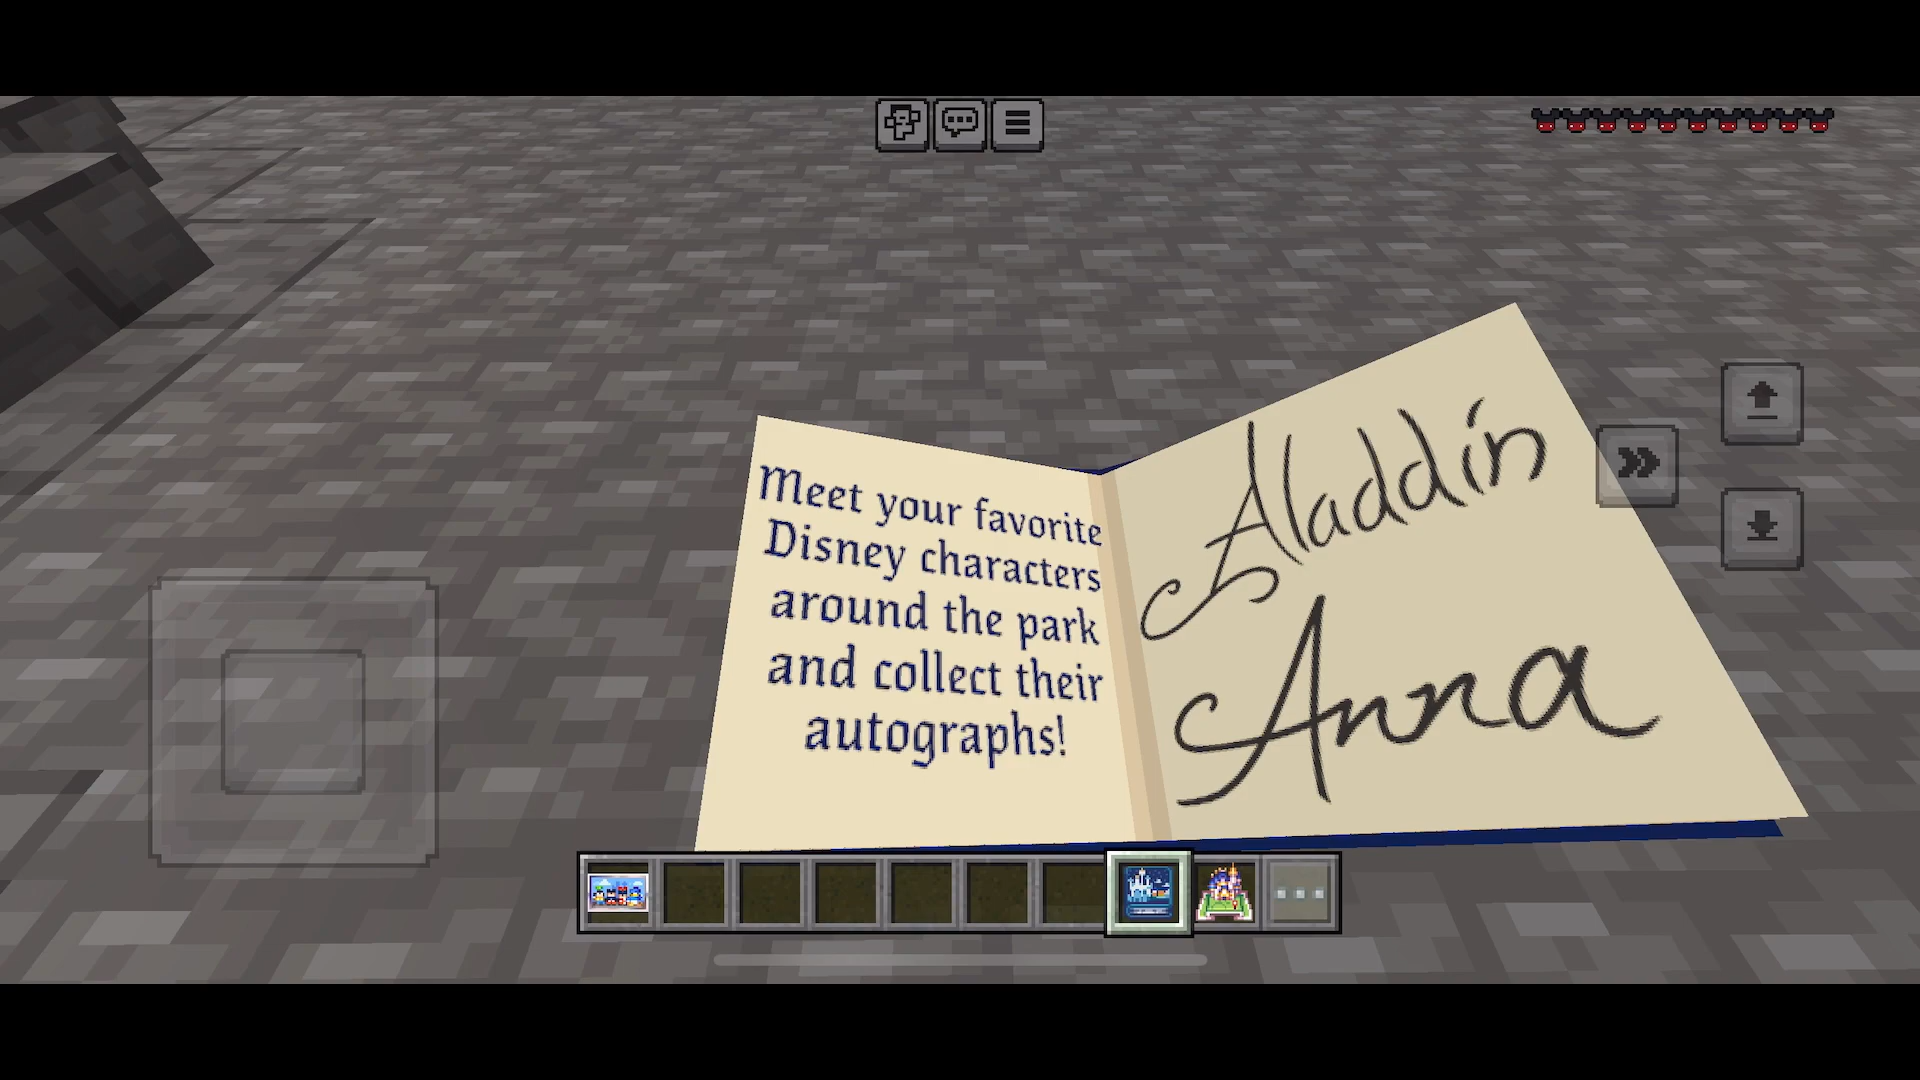 Meet your favorite
Disney characters
around the park
and collect their
autographs!
Aladdin
Anna